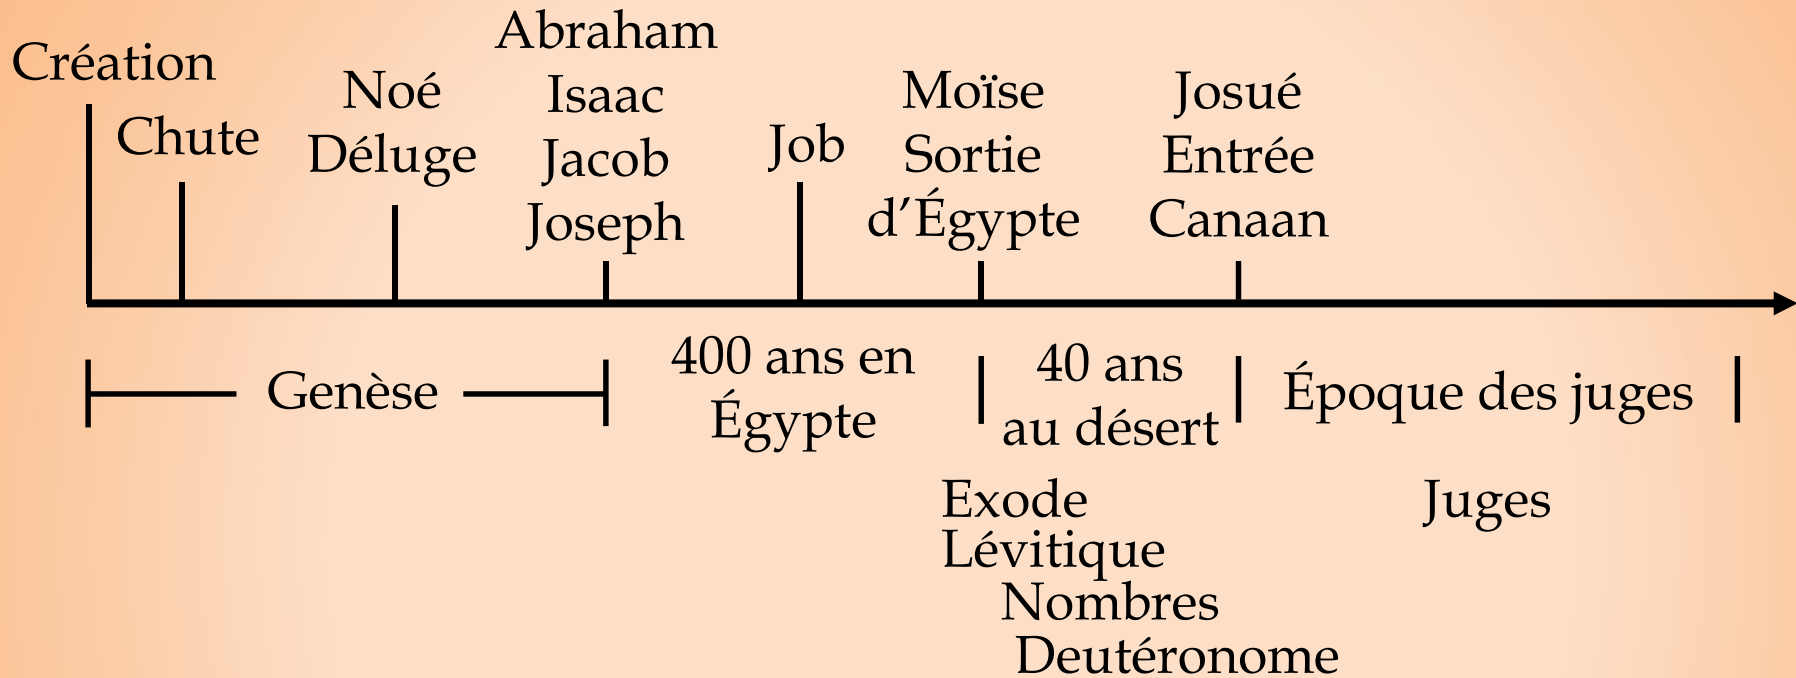 Création
Chute
Noé
Déluge
Abraham
Isaac
Jacob
Joseph
Job
Moïse
Sortie
d’Égypte
Josué
Entrée
Canaan
Genèse
400 ans en
Égypte
40 ans
au désert
Époque des juges
Exode
Lévitique
Nombres
Deutéronome
Juges